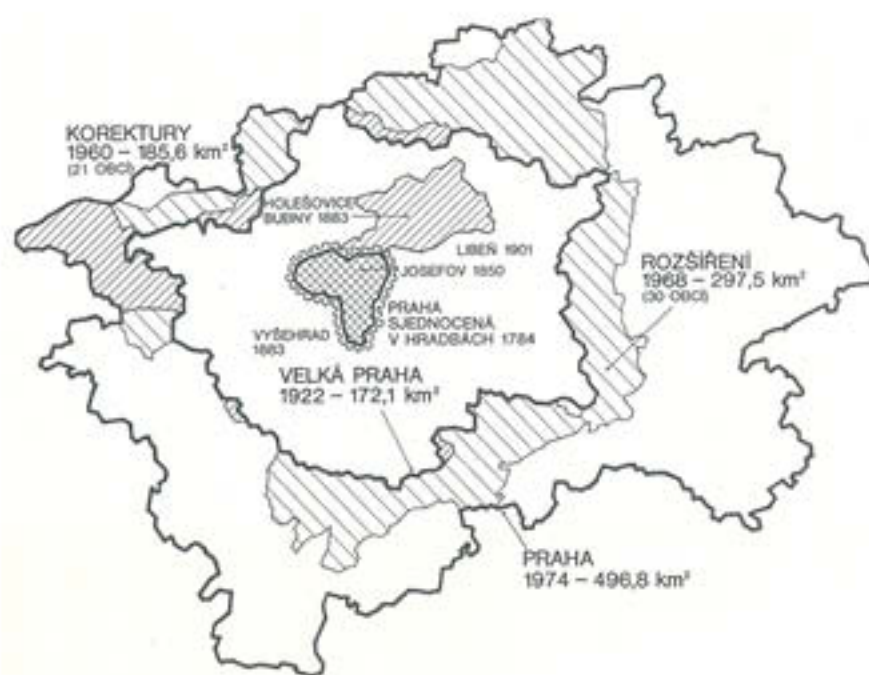 KOREKTURY
1960 – 185,6 km²
(21 OBCÍ)
HOLEŠOVICE
BUBNY 1883
LIBEŇ 1901
JOSEFOV 1850
ROZŠÍŘENÍ
1968 – 297,5 km²
(30 OBCÍ)
PRAHA
SJEDNOCENÁ
V HRADBÁCH 1784
VYŠEHRAD
1883
VELKÁ PRAHA
1922 – 172,1 km²
PRAHA
1974 – 496,8 km²